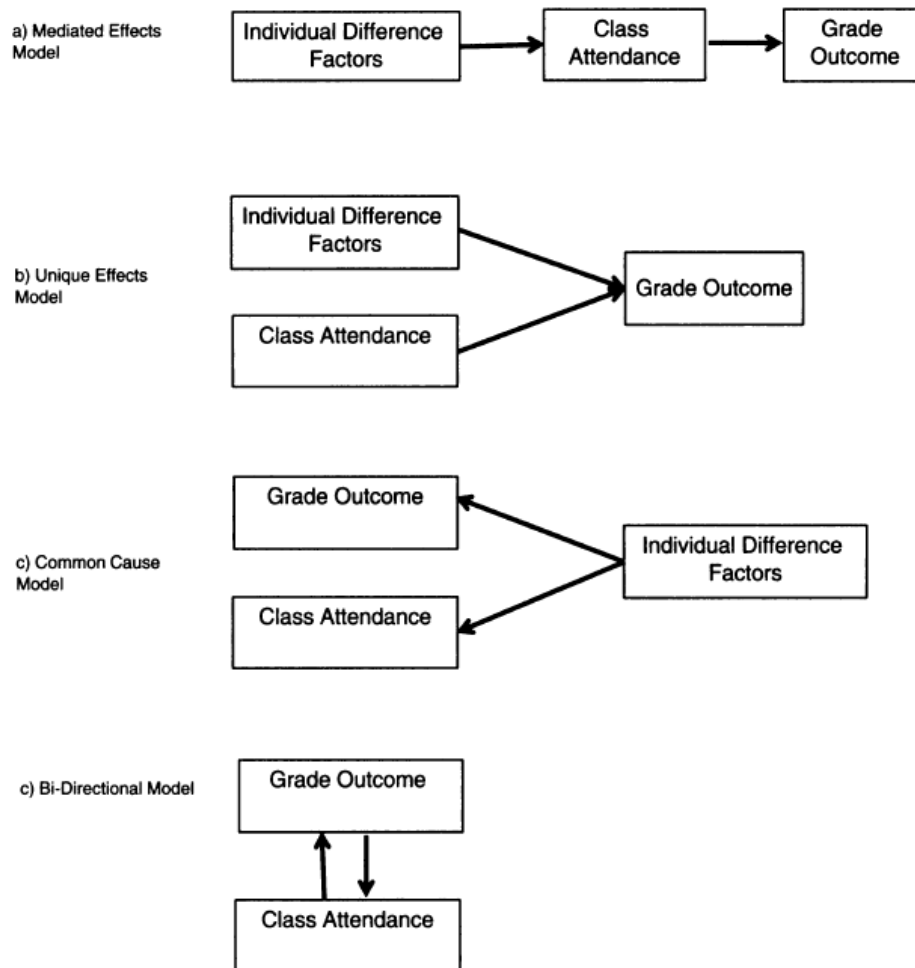 a) Mediated Effects
Model
Individual Difference
Factors
Class
Attendance
Grade
Outcome
b) Unique Effects
Model
Individual Difference
Factors
Class Attendance
Grade Outcome
c) Common Cause
Model
Grade Outcome
Class Attendance
Individual Difference
Factors
c) Bi-Directional Model
Grade Outcome
Class Attendance